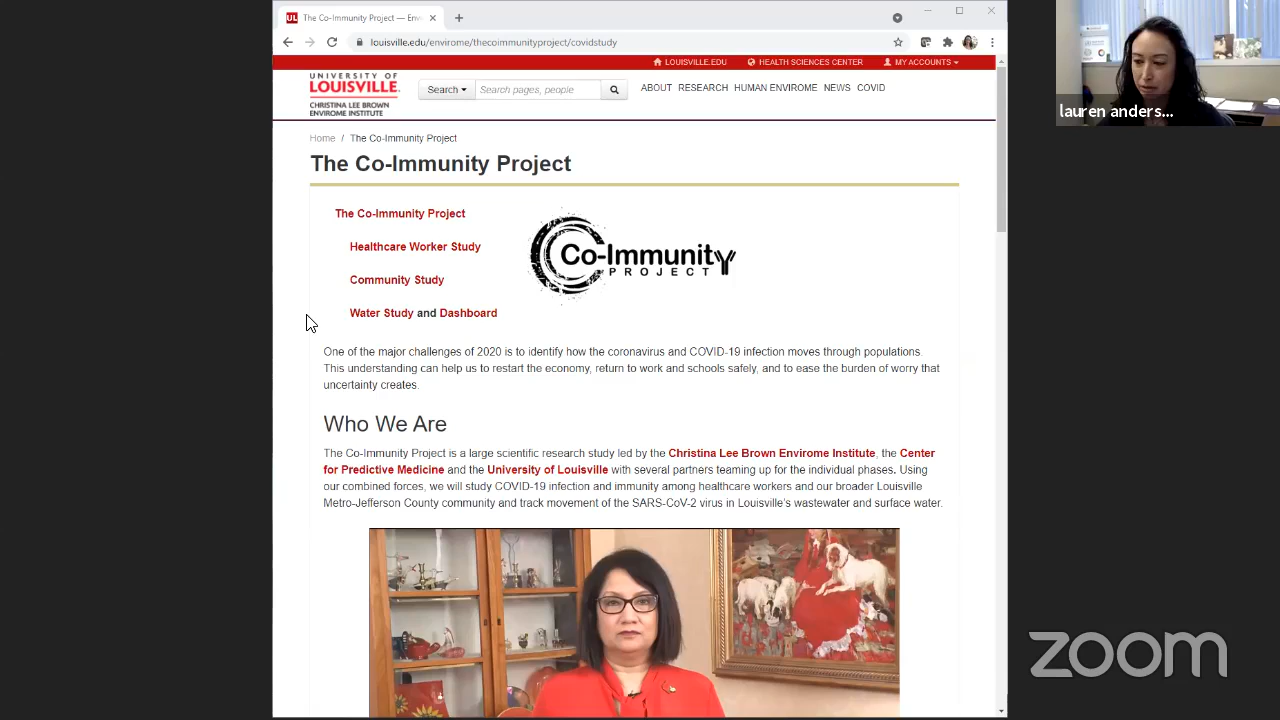 UL The Co-Immunity Project — Env
louisville.edu/envirome/thecoimmunityproject/covidstudy
LOUISVILLE.EDU HEALTH SCIENCES CENTER MY ACCOUNTS
UNIVERSITY OF
LOUISVILLE.
CHRISTINA LEE BROWN
ENVIROME INSTITUTE
Search Search pages, people
ABOUT RESEARCH HUMAN ENVIROME NEWS COVID
Home / The Co-Immunity Project
The Co-Immunity Project
The Co-Immunity Project
Healthcare Worker Study
Community Study
Water Study and Dashboard
Co-Immunity
PROJECT
One of the major challenges of 2020 is to identify how the coronavirus and COVID-19 infection moves through populations.
This understanding can help us to restart the economy, return to work and schools safely, and to ease the burden of worry that
uncertainty creates.
Who We Are
The Co-Immunity Project is a large scientific research study led by the Christina Lee Brown Envirome Institute, the Center
for Predictive Medicine and the University of Louisville with several partners teaming up for the individual phases. Using
our combined forces, we will study COVID-19 infection and immunity among healthcare workers and our broader Louisville
Metro-Jefferson County community and track movement of the SARS-CoV-2 virus in Louisville's wastewater and surface water.
lauren anders...
zoom